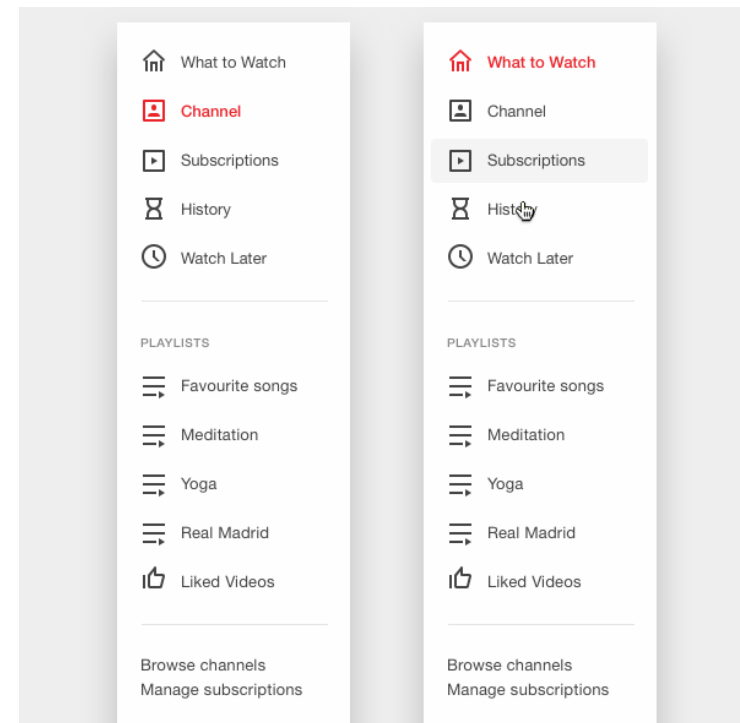 What to Watch
Channel
Subscriptions
History
Watch Later
PLAYLISTS
Favourite songs
Meditation
Yoga
Real Madrid
Liked Videos
Browse channels
Manage subscriptions
What to Watch
Channel
Subscriptions
History
Watch Later
PLAYLISTS
Favourite songs
Meditation
Yoga
Real Madrid
Liked Videos
Browse channels
Manage subscriptions